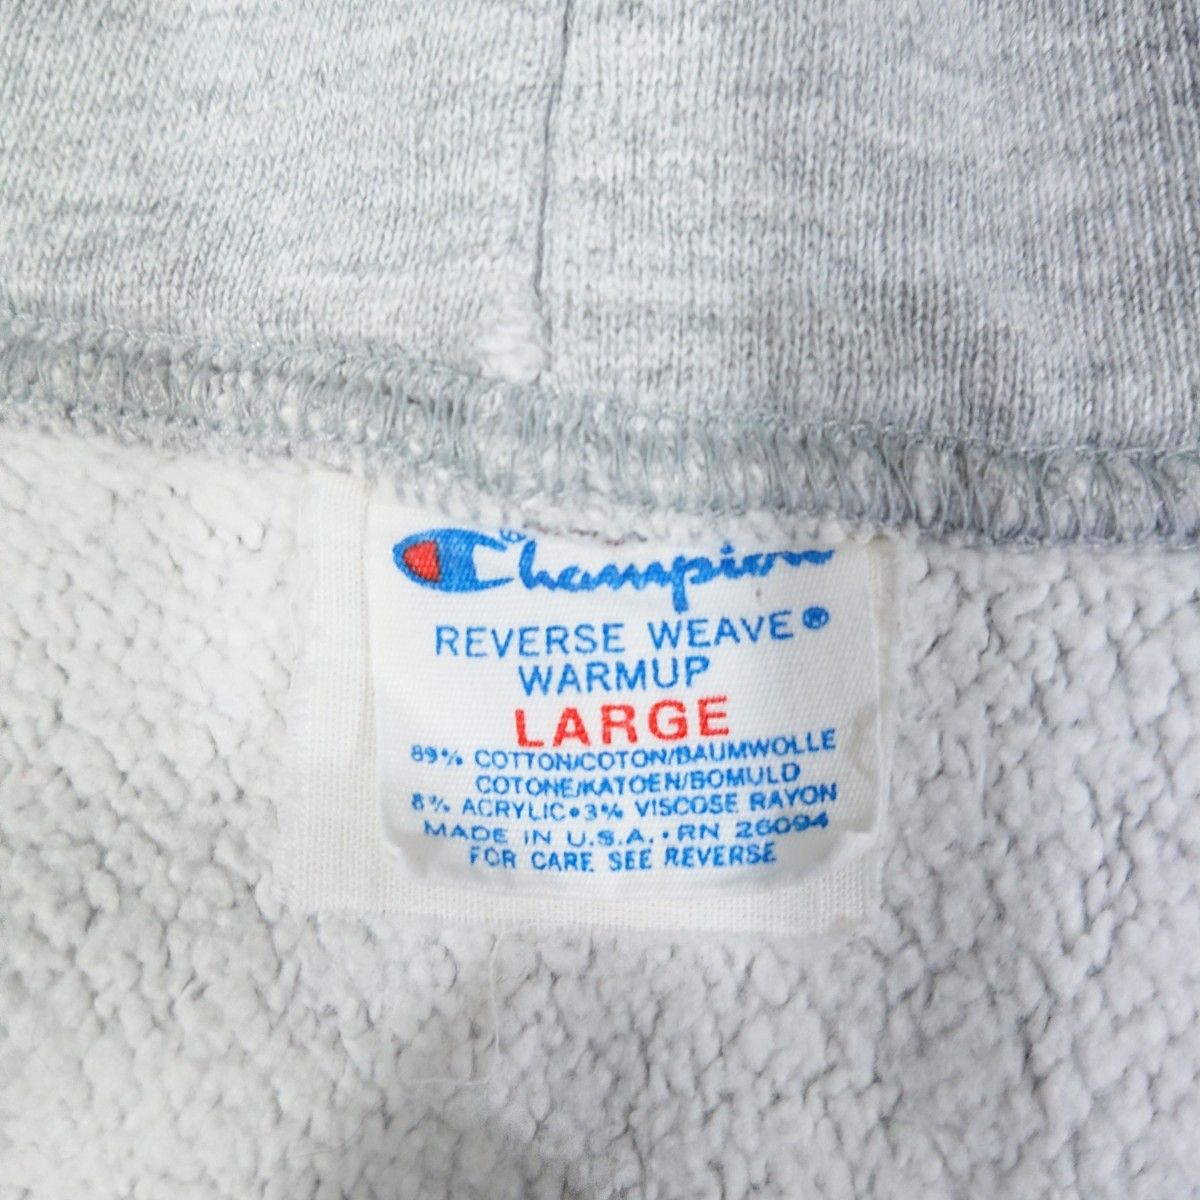 Champion
REVERSE WEAVE®
WARMUP
LARGE
89% COTTON/COTON/BAUMWOLLE
COTONE/KATOEN/BOMULD
8% ACRYLIC•3% VISCOSE RAYON
MADE IN U.S.A.·RN 26094
FOR CARE SEE REVERSE